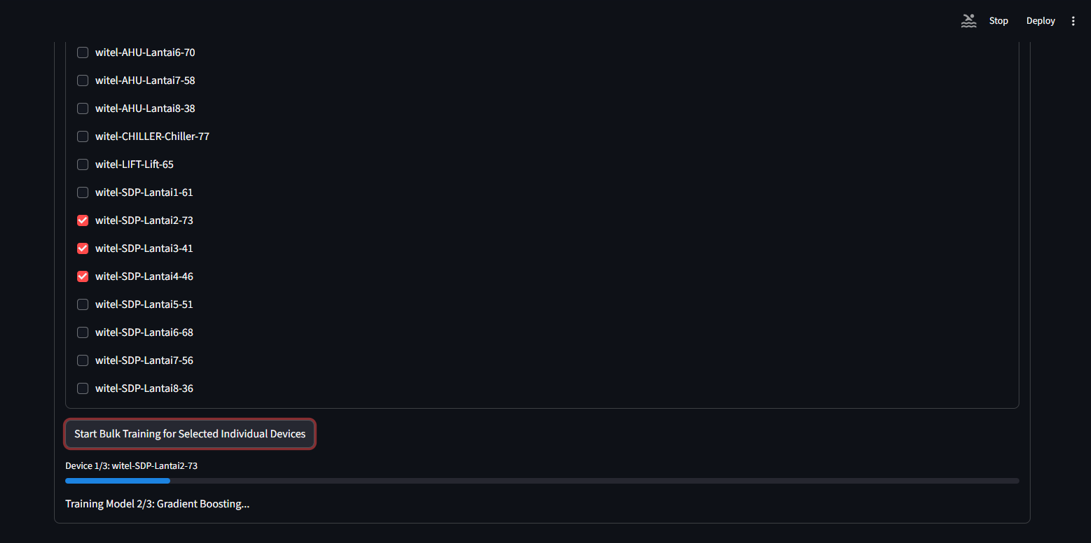 Stop Deploy
witel-AHU-Lantai6-70
witel-AHU-Lantai7-58
witel-AHU-Lantai8-38
witel-CHILLER-Chiller-77
witel-LIFT-Lift-65
witel-SDP-Lantai1-61
witel-SDP-Lantai2-73
witel-SDP-Lantai3-41
witel-SDP-Lantai4-46
witel-SDP-Lantai5-51
witel-SDP-Lantai6-68
witel-SDP-Lantai7-56
witel-SDP-Lantai8-36
Start Bulk Training for Selected Individual Devices
Device 1/3: witel-SDP-Lantai2-73
Training Model 2/3: Gradient Boosting...